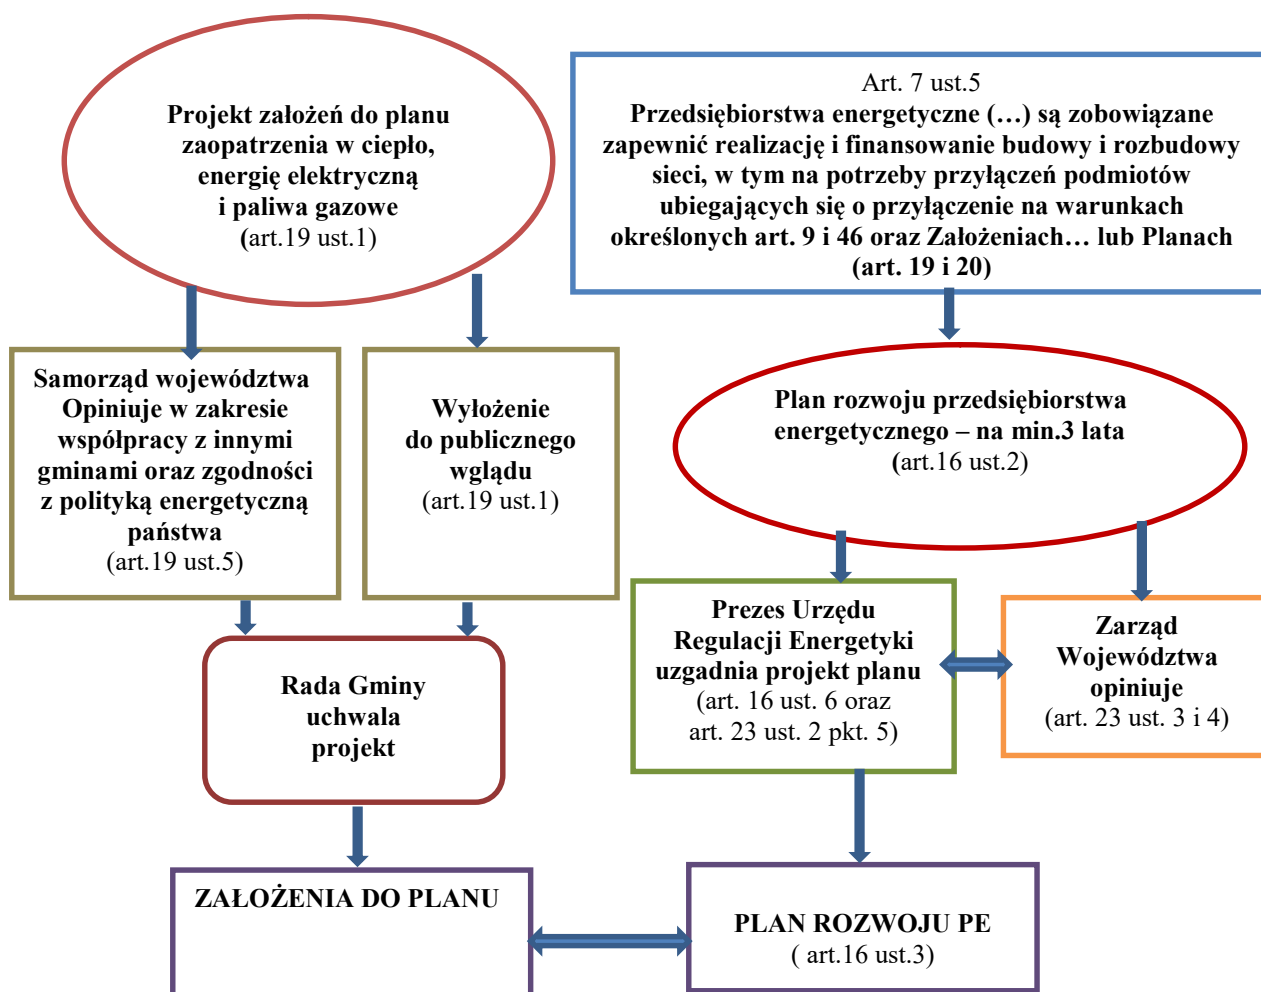 Projekt założeń do planu
zaopatrzenia w ciepło,
energię elektryczną
i paliwa gazowe
(art.19 ust.1)
Art. 7 ust.5
Przedsiębiorstwa energetyczne (…) są zobowiązane
zapewnić realizację i finansowanie budowy i rozbudowy
sieci, w tym na potrzeby przyłączeń podmiotów
ubiegających się o przyłączenie na warunkach
określonych art. 9 i 46 oraz Założeniach… lub Planach
(art. 19 i 20)
Samorząd województwa
Opiniuje w zakresie
współpracy z innymi
gminami oraz zgodności
z polityką energetyczną
państwa
(art.19 ust.5)
Wyłożenie
do publicznego
wglądu
(art.19 ust.1)
Plan rozwoju przedsiębiorstwa
energetycznego – na min.3 lata
(art.16 ust.2)
Rada Gminy
uchwala
projekt
Prezes Urzędu
Regulacji Energetyki
uzgadnia projekt planu
(art. 16 ust. 6 oraz
art. 23 ust. 2 pkt. 5)
Zarząd
Województwa
opiniuje
(art. 23 ust. 3 i 4)
ZAŁOŻENIA DO PLANU
PLAN ROZWOJU PE
( art.16 ust.3)